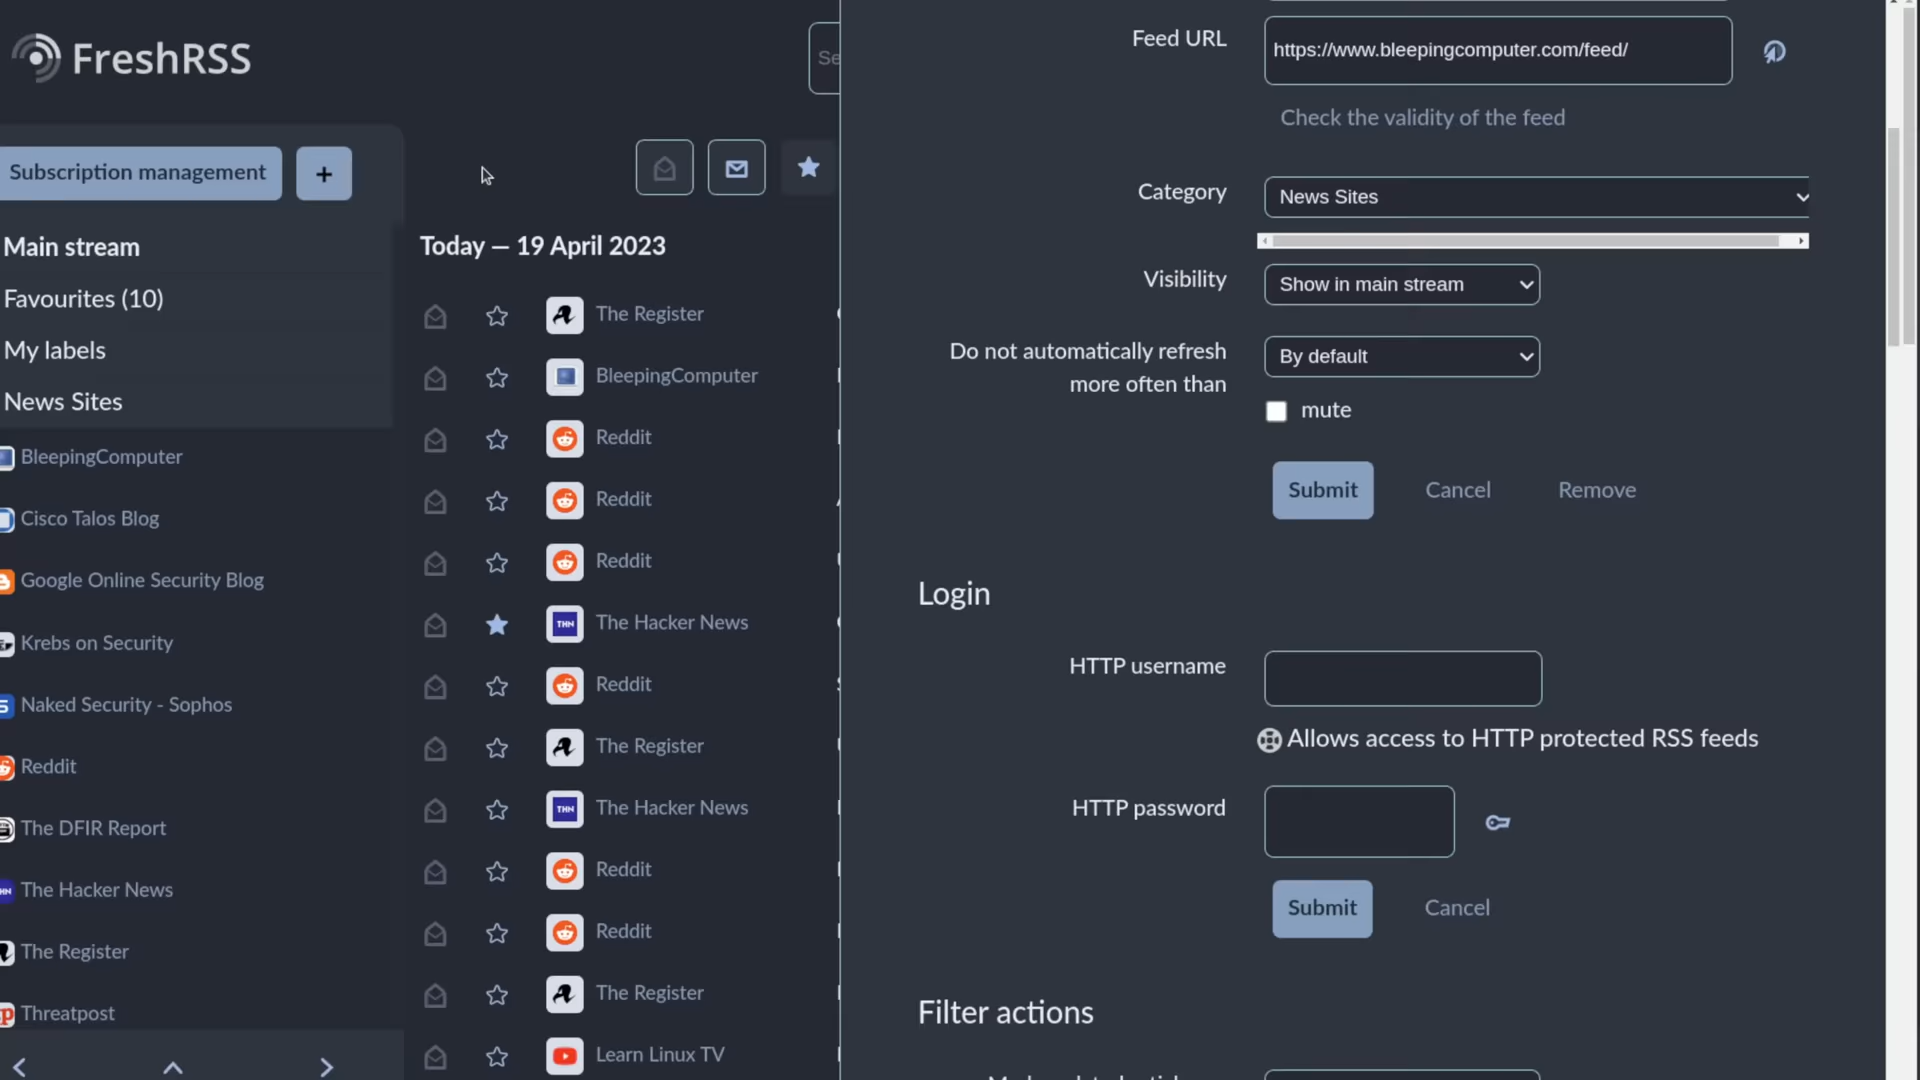 FreshRSS
Se
Subscription management
+
Main stream
Favourites (10)
My labels
News Sites
BleepingComputer
Cisco Talos Blog
Google Online Security Blog
Krebs on Security
Naked Security - Sophos
Reddit
The DFIR Report
The Hacker News
The Register
Threatpost
Today — 19 April 2023
The Register
BleepingComputer
Reddit
Reddit
Reddit
THN The Hacker News
Reddit
The Register
THN The Hacker News
Reddit
Reddit
The Register
Learn Linux TV
Feed URL
https://www.bleepingcomputer.com/feed/
Check the validity of the feed
Category
News Sites
Visibility
Show in main stream
Do not automatically refresh
more often than
By default
mute
Submit Cancel Remove
Login
HTTP username
Allows access to HTTP protected RSS feeds
HTTP password
Submit Cancel
Filter actions